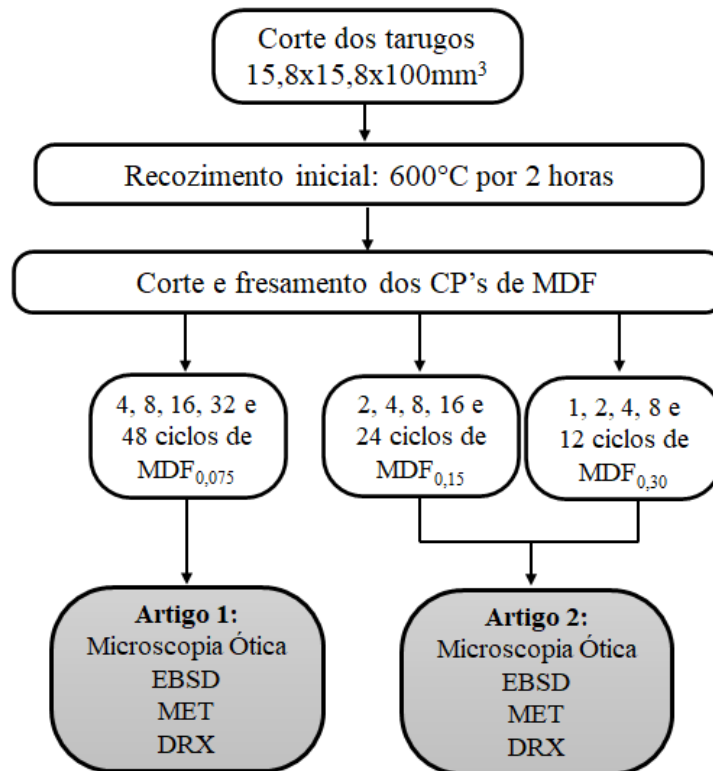 Corte dos tarugos
15,8x15,8x100mm³
Recozimento inicial: 600°C por 2 horas
Corte e fresamento dos CP’s de MDF
4, 8, 16, 32 e
48 ciclos de
MDF₀,₀₇₅
2, 4, 8, 16 e
24 ciclos de
MDF₀,₁₅
1, 2, 4, 8 e
12 ciclos de
MDF₀,₃₀
Artigo 1:
Microscopia Ótica
EBSD
MET
DRX
Artigo 2:
Microscopia Ótica
EBSD
MET
DRX